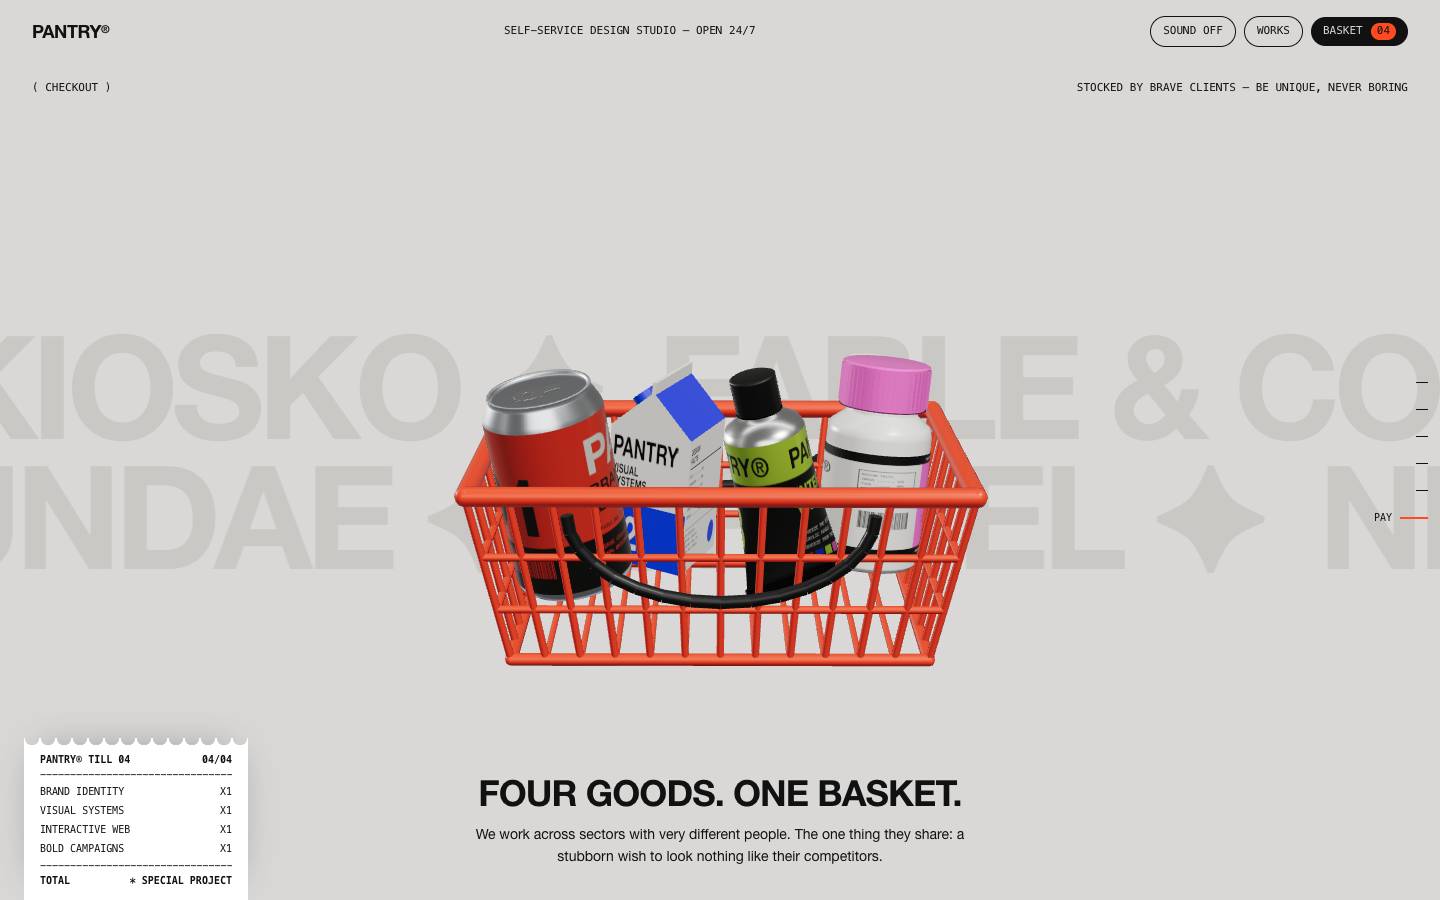 PANTRY®
SELF-SERVICE DESIGN STUDIO — OPEN 24/7
SOUND OFF
WORKS
BASKET 04
( CHECKOUT )
STOCKED BY BRAVE CLIENTS — BE UNIQUE, NEVER BORING
KIOSKO ✦ FABLE & CO
UNDAE ✦ EL ✦ N
PANTRY
VISUAL
SYSTEMS
RY® PA
PAY
PANTRY® TILL 04 04/04
BRAND IDENTITY X1
VISUAL SYSTEMS X1
INTERACTIVE WEB X1
BOLD CAMPAIGNS X1
TOTAL * SPECIAL PROJECT
FOUR GOODS. ONE BASKET.
We work across sectors with very different people. The one thing they share: a
stubborn wish to look nothing like their competitors.